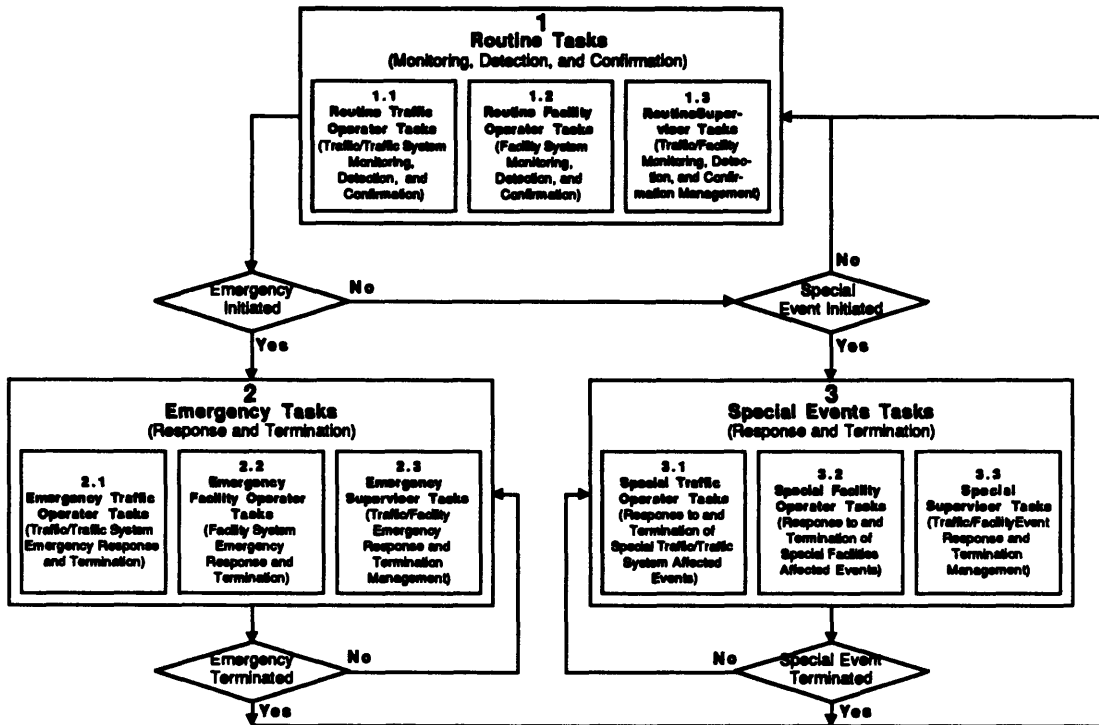 1
Routine Tasks
(Monitoring, Detection, and Confirmation)
1.1
Routine Traffic
Operator Tasks
(Traffic/Traffic System
Monitoring,
Detection, and
Confirmation)
1.2
Routine Facility
Operator Tasks
(Facility System
Monitoring,
Detection, and
Confirmation)
1.3
RoutineSuper-
visor Tasks
(Traffic/Facility
Monitoring, Detec-
tion, and Confir-
mation Management)
Emergency
Initiated
No
Yes
Special
Event Initiated
No
Yes
2
Emergency Tasks
(Response and Termination)
2.1
Emergency Traffic
Operator Tasks
(Traffic/Traffic System
Emergency Response
and Termination)
2.2
Emergency
Facility Operator
Tasks
(Facility System
Emergency
Response and
Termination)
2.3
Emergency
Supervisor Tasks
(Traffic/Facility
Emergency
Response and
Termination
Management)
3
Special Events Tasks
(Response and Termination)
3.1
Special Traffic
Operator Tasks
(Response to and
Termination of
Special Traffic/Traffic
System Affected
Events)
3.2
Special Facility
Operator Tasks
(Response to and
Termination of
Special Facilities
Affected Events)
3.3
Special
Supervisor Tasks
(Traffic/FacilityEvent
Response and
Termination
Management)
Emergency
Terminated
No
Yes
Special Event
Terminated
No
Yes